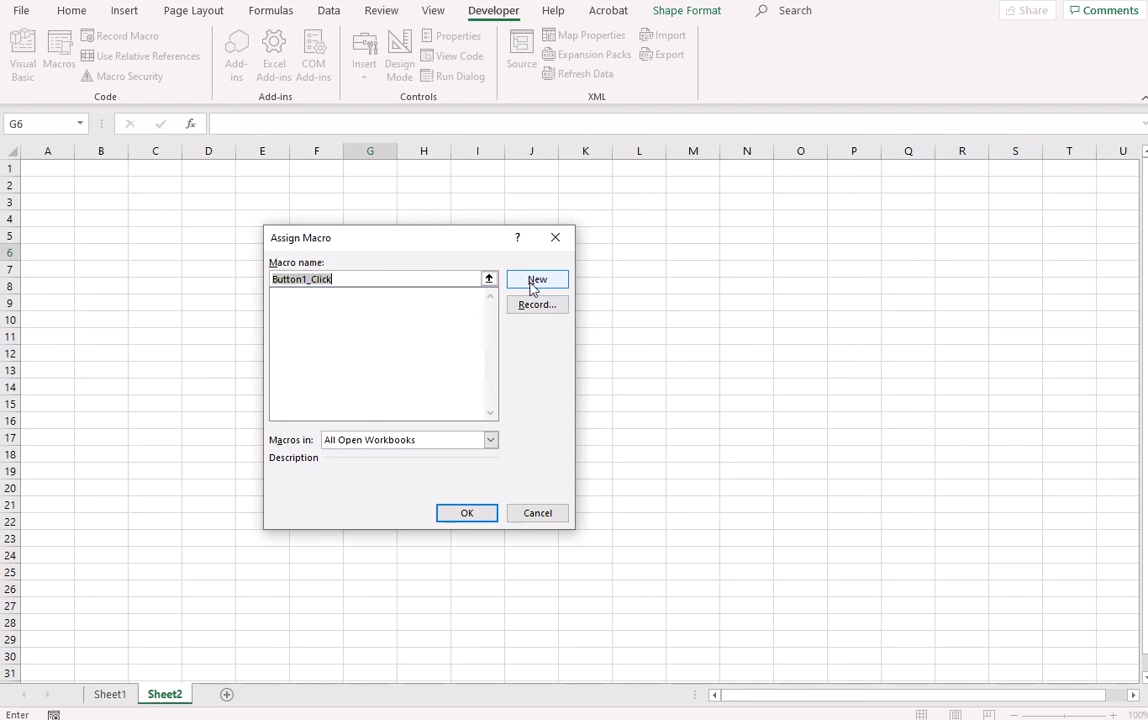 File Home Insert Page Layout Formulas Data Review View Developer Help Acrobat Shape Format Search Share Comments
Visual Basic
Macros
Record Macro
Use Relative References
Macro Security
Code
Add-ins
Excel Add-ins
COM Add-ins
Add-ins
Insert
Design Mode
Properties
View Code
Run Dialog
Controls
Source
Map Properties
Expansion Packs
Refresh Data
Import
Export
XML
G6 fx
A B C D E F G H I J K L M N O P Q R S T U
1
2
3
4
5
6
7
8
9
10
11
12
13
14
15
16
17
18
19
20
21
22
23
24
25
26
27
28
29
30
31
Assign Macro ?
Macro name:
Button1_Click
New
Record...
Macros in: All Open Workbooks
Description
OK Cancel
Sheet1 Sheet2
Enter 100%